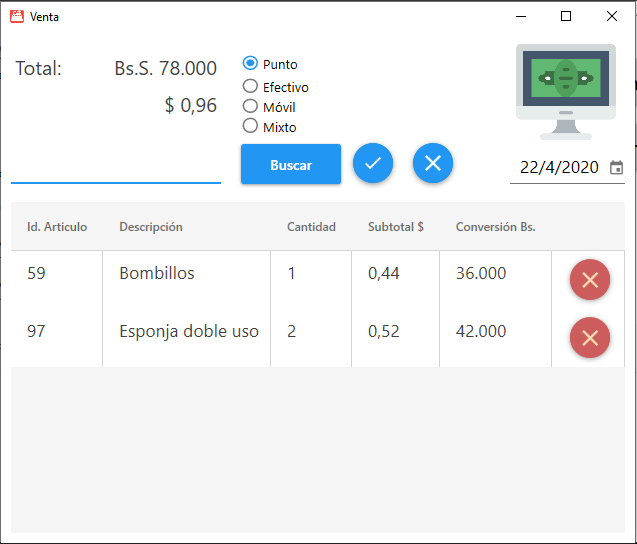 Venta
Total: Bs.S. 78.000
$ 0,96
Punto
Efectivo
Móvil
Mixto
Buscar
22/4/2020
Id. Articulo Descripción Cantidad Subtotal $ Conversión Bs.
59 Bombillos 1 0,44 36.000
97 Esponja doble uso 2 0,52 42.000